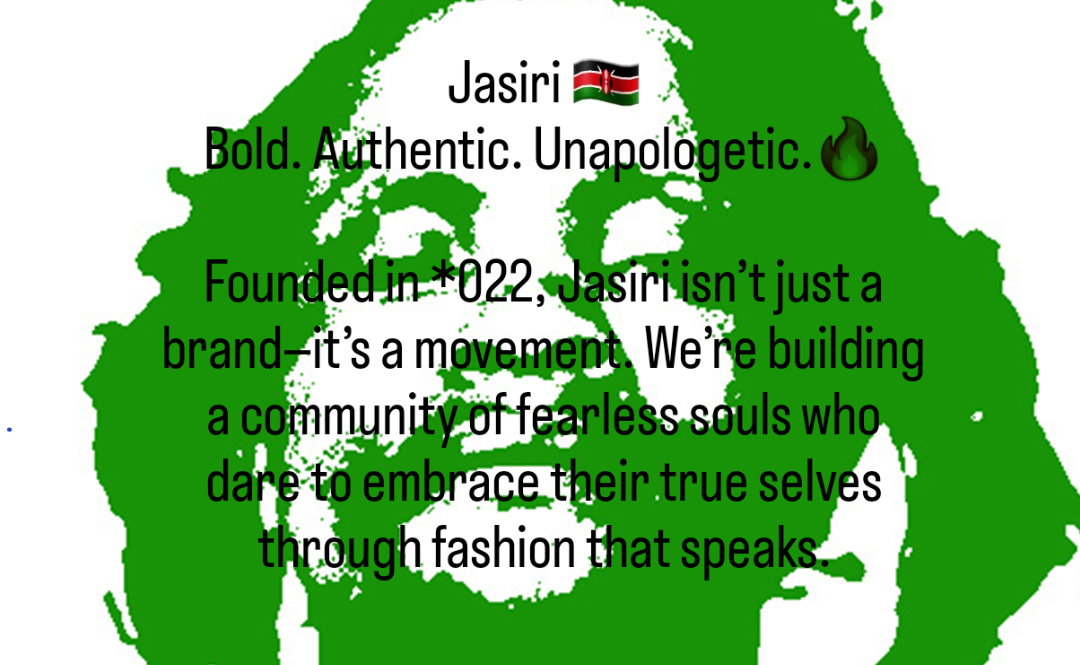 Jasiri 🇰🇪
Bold. Authentic. Unapologetic.🔥
Founded in *022, Jasiri isn’t just a
brand—it’s a movement. We’re building
a community of fearless souls who
dare to embrace their true selves
through fashion that speaks.